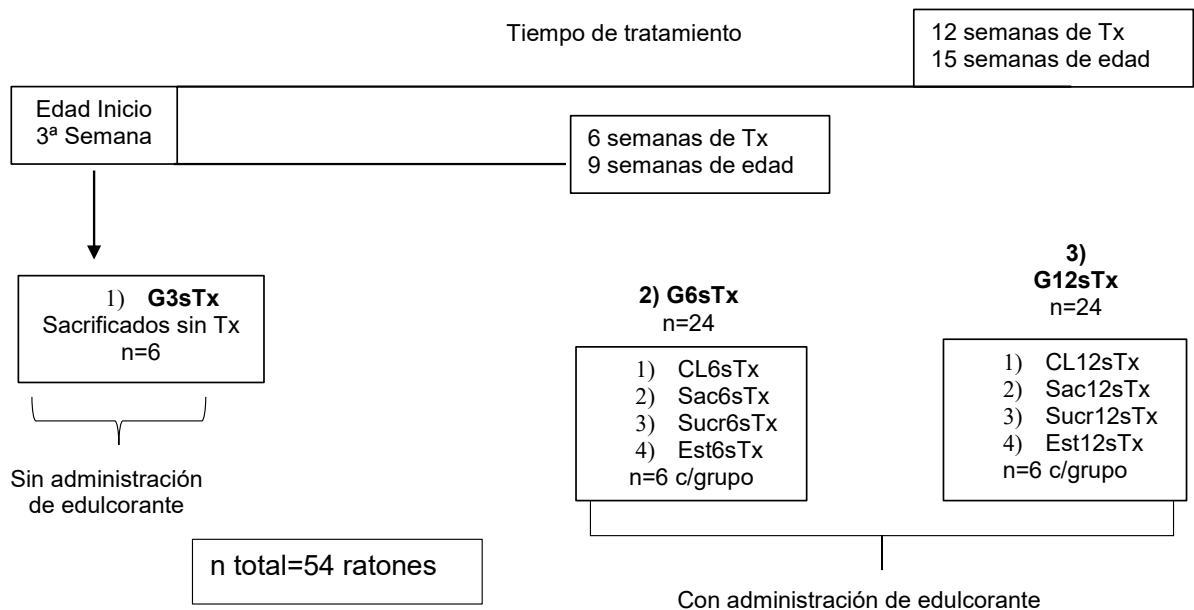 Tiempo de tratamiento
12 semanas de Tx
15 semanas de edad
Edad Inicio
3ª Semana
6 semanas de Tx
9 semanas de edad
1) G3sTx
Sacrificados sin Tx
n=6
Sin administración
de edulcorante
2) G6sTx
n=24
1) CL6sTx
2) Sac6sTx
3) Sucr6sTx
4) Est6sTx
n=6 c/grupo
3)
G12sTx
n=24
1) CL12sTx
2) Sac12sTx
3) Sucr12sTx
4) Est12sTx
n=6 c/grupo
n total=54 ratones
Con administración de edulcorante